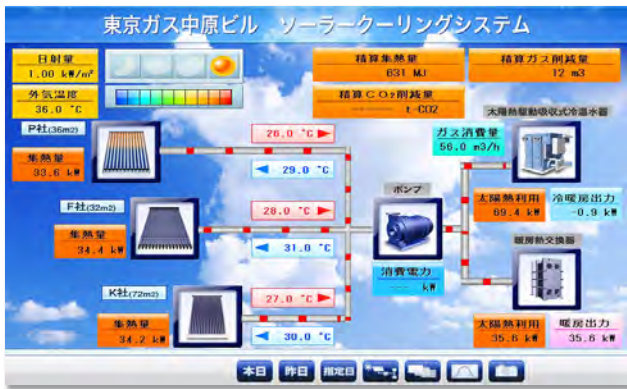 東京ガス中原ビル ソーラークーリングシステム
日射量
1.00 kW/m²
外気温度
36.0 ℃
積算集熱量
631 MJ
積算ガス削減量
12 m3
積算CO₂削減量
-------- t-CO2
太陽熱駆動吸収式冷温水器
P社(36m2)
集熱量
33.6 kW
26.0 ℃
29.0 ℃
ガス消費量
56.0 m3/h
太陽熱利用
69.4 kW
冷暖房出力
-0.9 kW
F社(32m2)
集熱量
34.4 kW
28.0 ℃
31.0 ℃
ポンプ
消費電力
--- kW
暖房熱交換器
K社(72m2)
集熱量
34.2 kW
27.0 ℃
30.0 ℃
太陽熱利用
35.6 kW
暖房出力
35.6 kW
本日 昨日 指定日